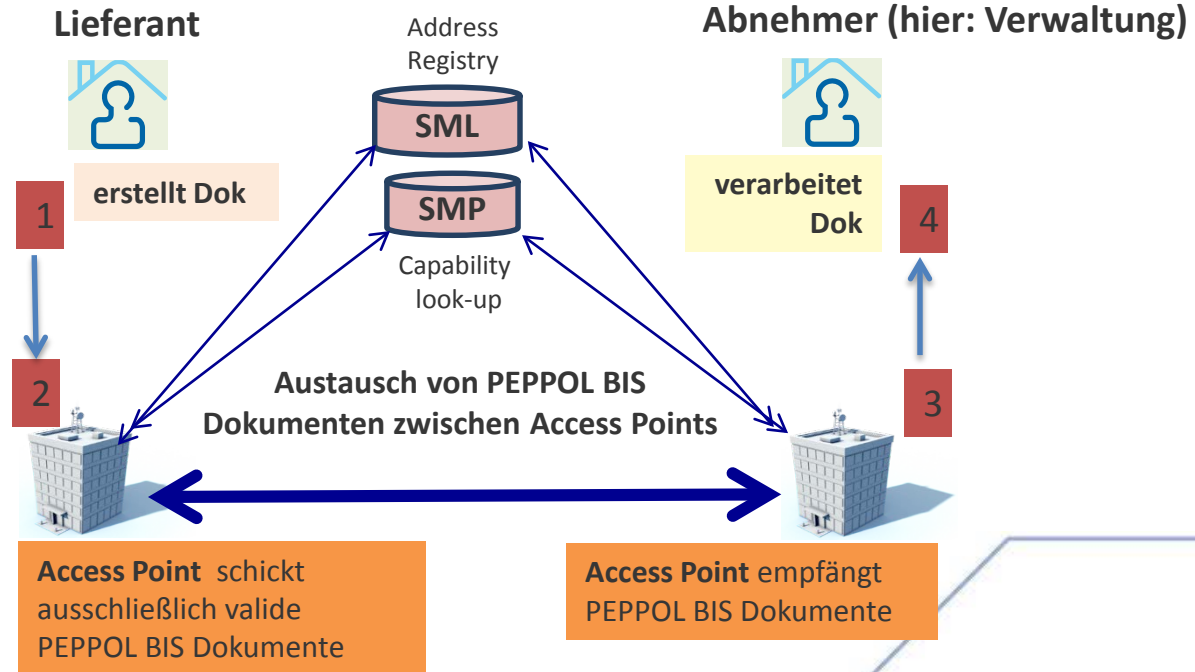 Lieferant
Address
Registry
Abnehmer (hier: Verwaltung)
SML
erstellt Dok
verarbeitet
Dok
1
SMP
4
Capability
look-up
2
Austausch von PEPPOL BIS
Dokumenten zwischen Access Points
3
Access Point schickt
ausschließlich valide
PEPPOL BIS Dokumente
Access Point empfängt
PEPPOL BIS Dokumente